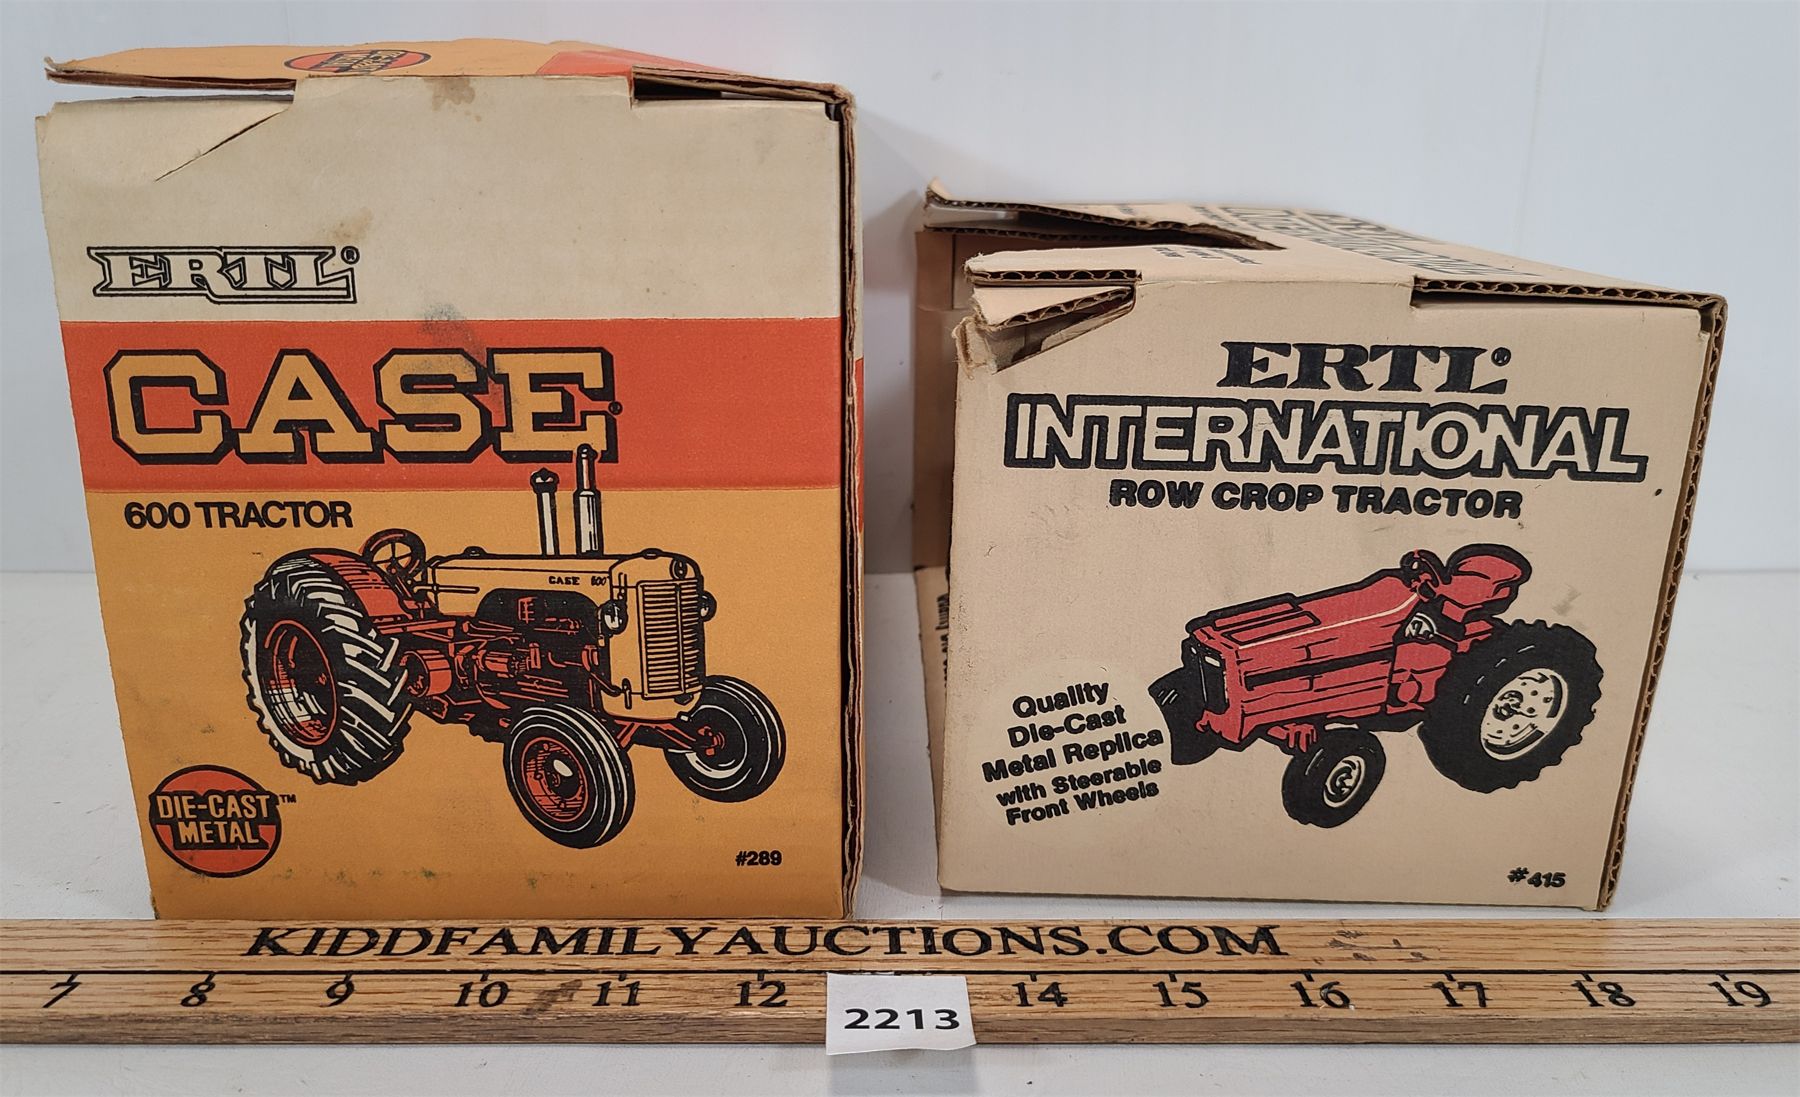 ERTL®
CASE®
600 TRACTOR
CASE 600
DIE-CAST™
METAL
#289
ERTL®
INTERNATIONAL
ROW CROP TRACTOR
Quality
Die-Cast
Metal Replica
with Steerable
Front Wheels
#415
KIDDFAMILYAUCTIONS.COM
7 8 9 10 11 12 14 15 16 17 18 19
2213